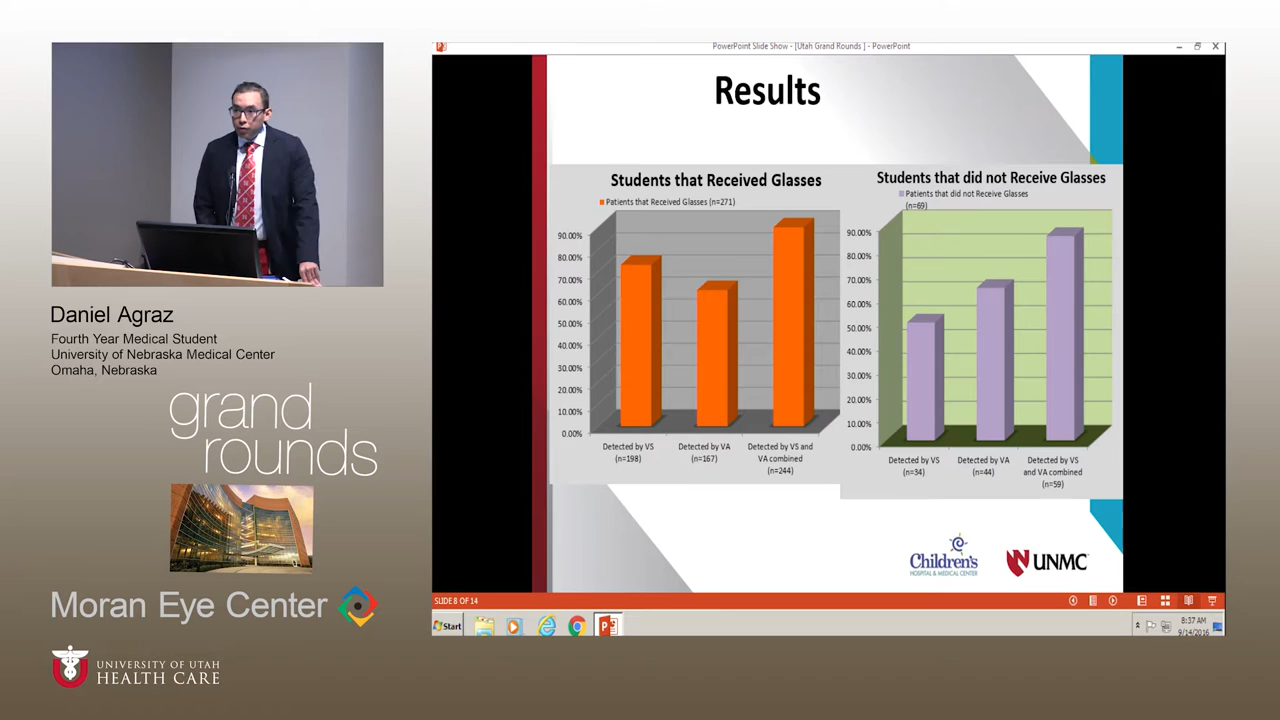 PowerPoint Slide Show - [Utah Grand Rounds ] - PowerPoint
Results
Students that Received Glasses
Patients that Received Glasses (n=271)
90.00%
80.00%
70.00%
60.00%
50.00%
40.00%
30.00%
20.00%
10.00%
0.00%
Detected by VS
(n=198)
Detected by VA
(n=167)
Detected by VS and
VA combined
(n=244)
Students that did not Receive Glasses
Patients that did not Receive Glasses
(n=69)
90.00%
80.00%
70.00%
60.00%
50.00%
40.00%
30.00%
20.00%
10.00%
0.00%
Detected by VS
(n=34)
Detected by VA
(n=44)
Detected by VS
and VA combined
(n=59)
Children's
HOSPITAL & MEDICAL CENTER
UNMC
SLIDE 8 OF 14
Start
8:37 AM
9/14/2016
Daniel Agraz
Fourth Year Medical Student
University of Nebraska Medical Center
Omaha, Nebraska
grand
rounds
Moran Eye Center
UNIVERSITY OF UTAH
HEALTH CARE